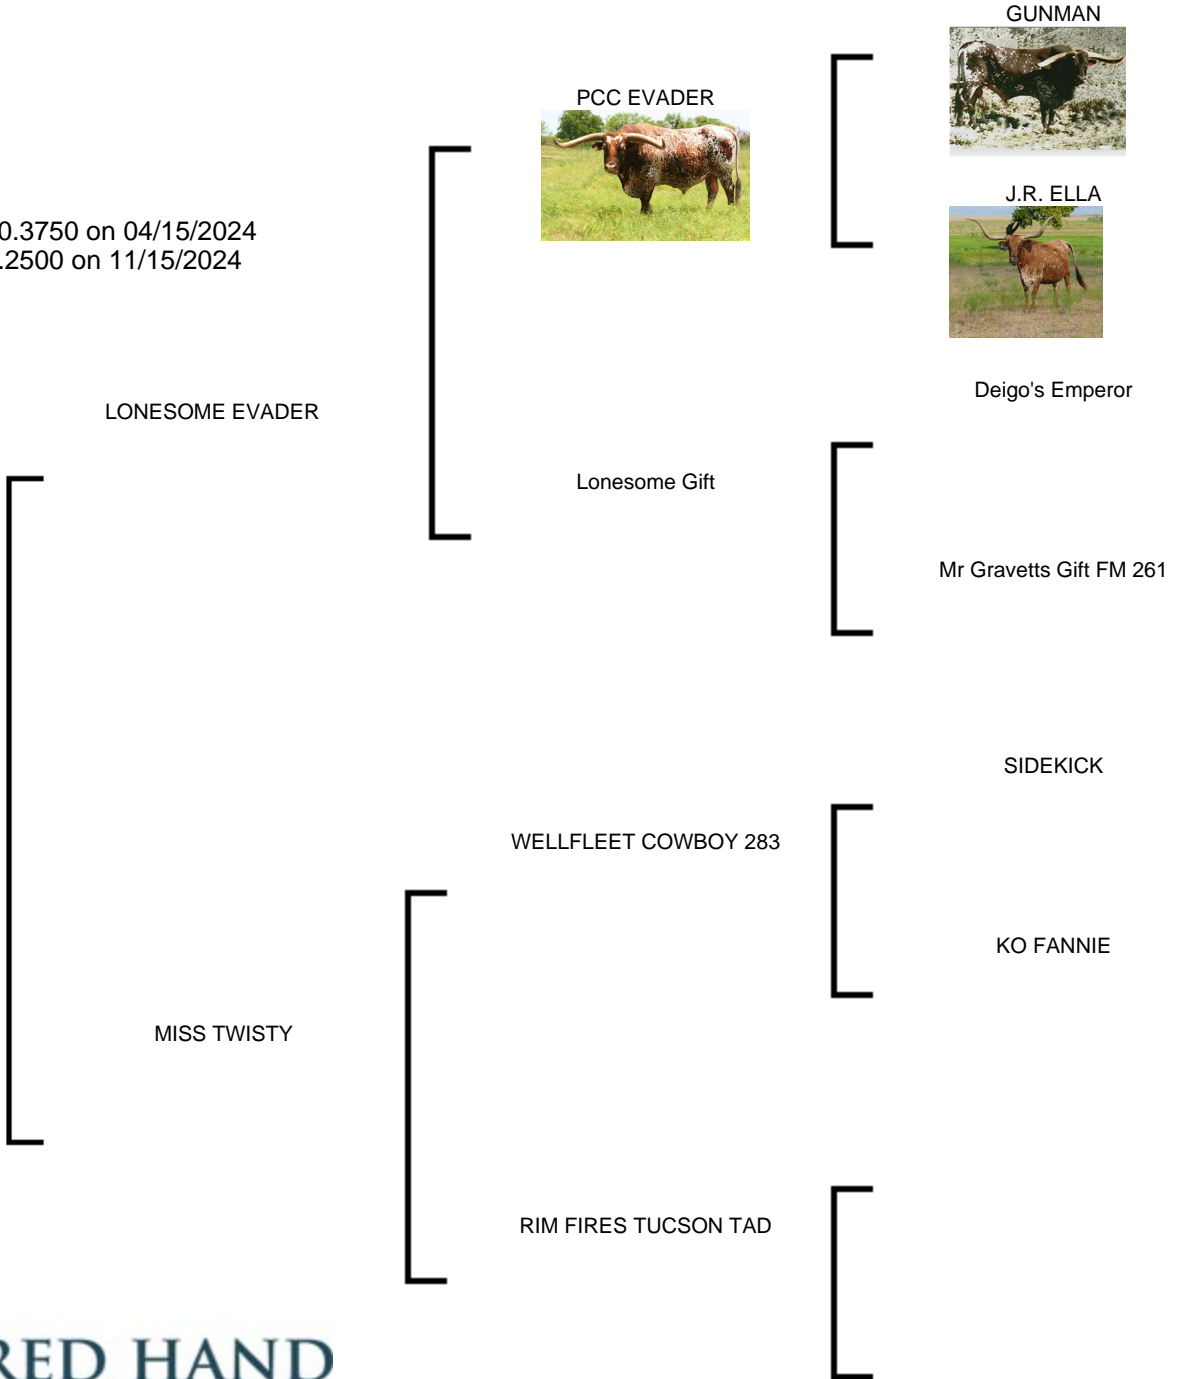 GUNMAN
PCC EVADER
J.R. ELLA
0.3750 on 04/15/2024
.2500 on 11/15/2024
Deigo's Emperor
LONESOME EVADER
Lonesome Gift
Mr Gravetts Gift FM 261
SIDEKICK
WELLFLEET COWBOY 283
KO FANNIE
MISS TWISTY
RIM FIRES TUCSON TAD
RED HAND